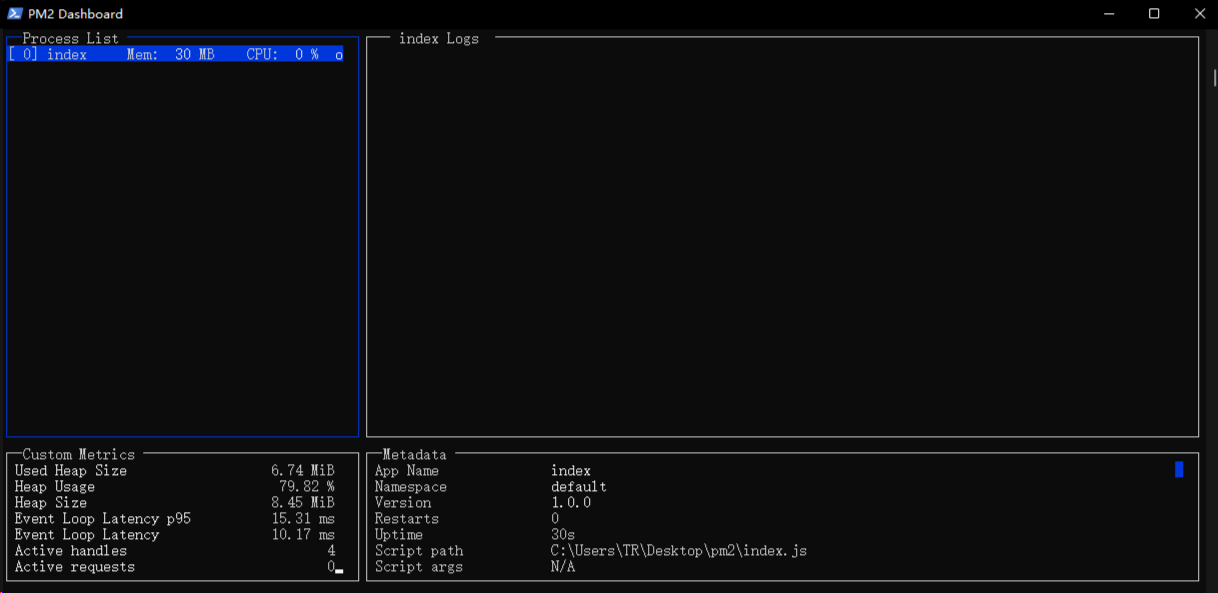 PM2 Dashboard
Process List
[ 0] index Mem: 30 MB CPU: 0 % o
index Logs
Custom Metrics
Used Heap Size 6.74 MiB
Heap Usage 79.82 %
Heap Size 8.45 MiB
Event Loop Latency p95 15.31 ms
Event Loop Latency 10.17 ms
Active handles 4
Active requests 0
Metadata
App Name index
Namespace default
Version 1.0.0
Restarts 0
Uptime 30s
Script path C:\Users\TR\Desktop\pm2\index.js
Script args N/A